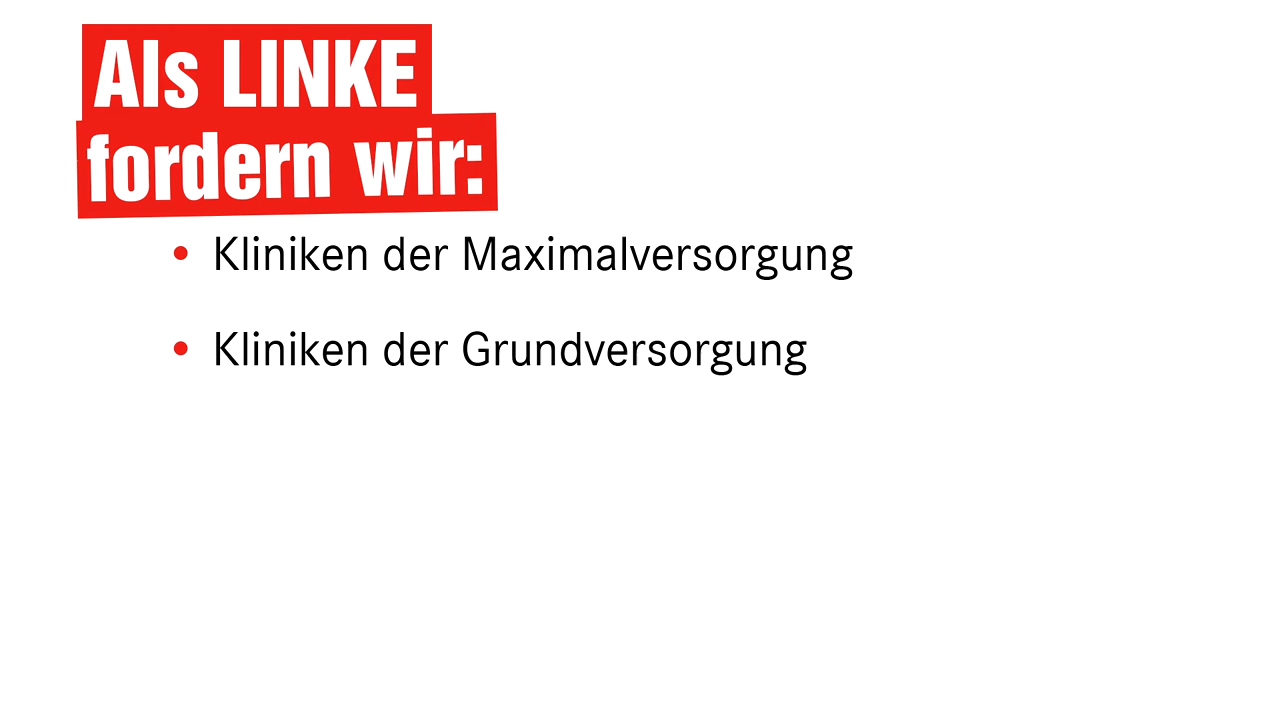 Als LINKE
fordern wir:
• Kliniken der Maximalversorgung
• Kliniken der Grundversorgung